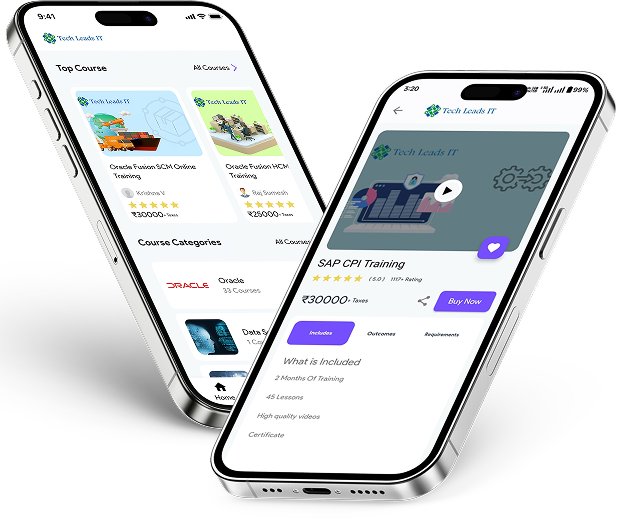 9:41
Tech Leads IT
Top Course
All Courses
Tech Leads IT
Tech Leads IT
Oracle Fusion SCM Online
Training
Oracle Fusion HCM
Training
Krishna V
Raj Sumesh
₹30000+ Taxes
₹25000+ Taxes
Course Categories
All Courses
ORACLE
Oracle
33 Courses
Data S
1 Co
Home
5:20
99%
Tech Leads IT
Tech Leads IT
SAP CPI Training
(5.0) 1117+ Rating
₹30000+ Taxes
Buy Now
Includes
Outcomes
Requirements
What is Included
2 Months Of Training
45 Lessons
High quality videos
Certificate